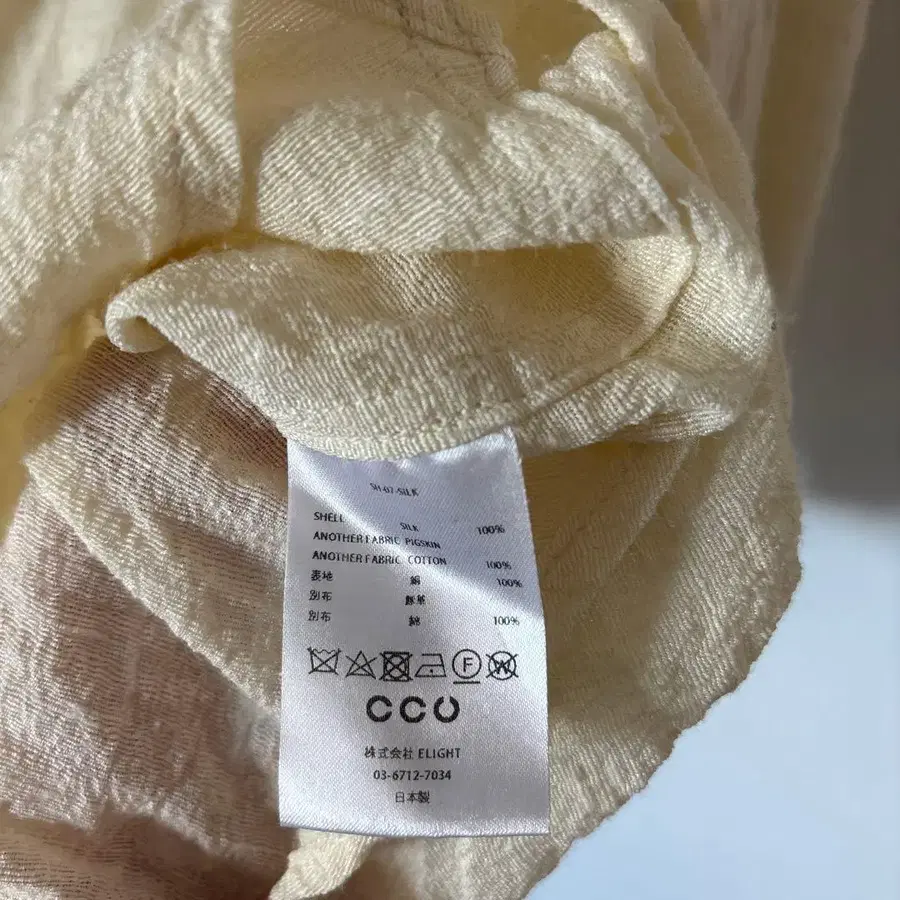 SH-07-SILK
SHELL SILK 100%
ANOTHER FABRIC PIGSKIN
ANOTHER FABRIC COTTON 100%
表地 絹 100%
別布 豚革
別布 綿 100%
F W
CCU
株式会社 ELIGHT
03-6712-7034
日本製